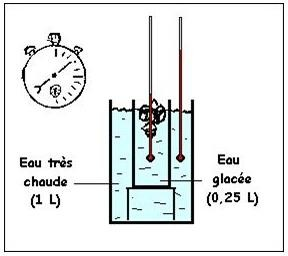 Eau très
chaude
(1 L)
Eau
glacée
(0,25 L)